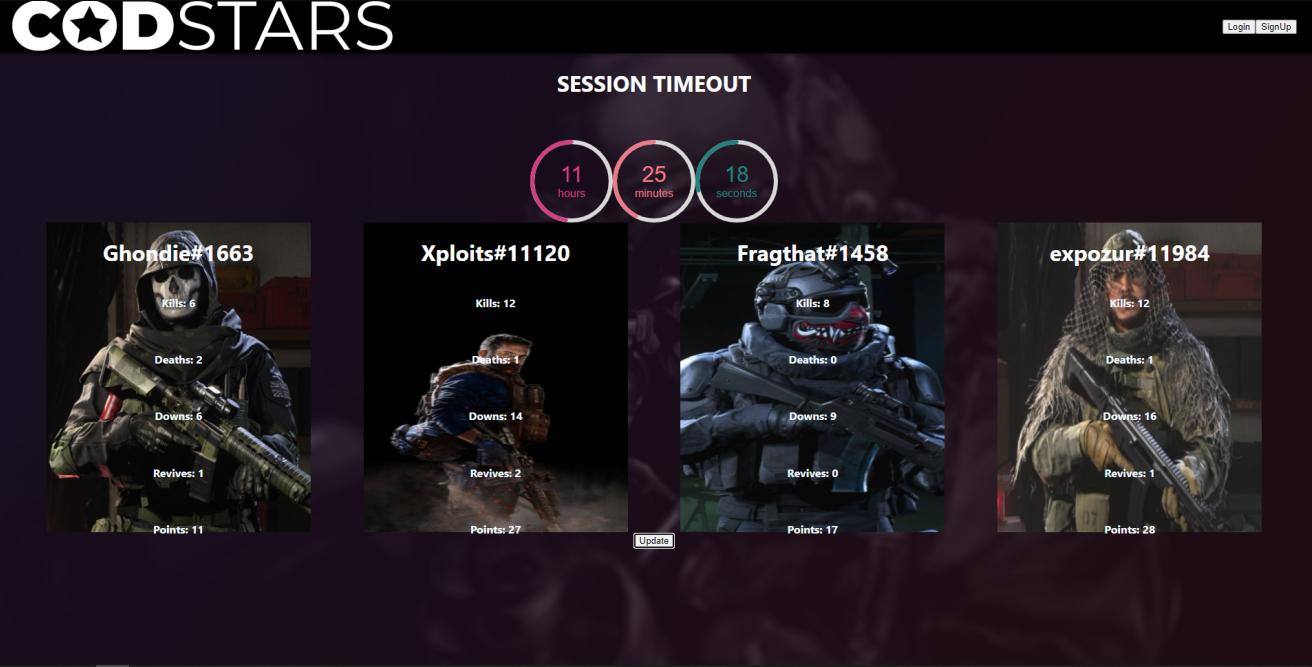 CODSTARS
Login SignUp
SESSION TIMEOUT
11 25 18
hours minutes seconds
Ghondie#1663 Xploits#11120 Fragthat#1458 expozur#11984
Kills: 6 Kills: 12 Kills: 8 Kills: 12
Deaths: 2 Deaths: 1 Deaths: 0 Deaths: 1
Downs: 6 Downs: 14 Downs: 9 Downs: 16
Revives: 1 Revives: 2 Revives: 0 Revives: 1
Points: 11 Points: 27 Points: 17 Points: 28
Update